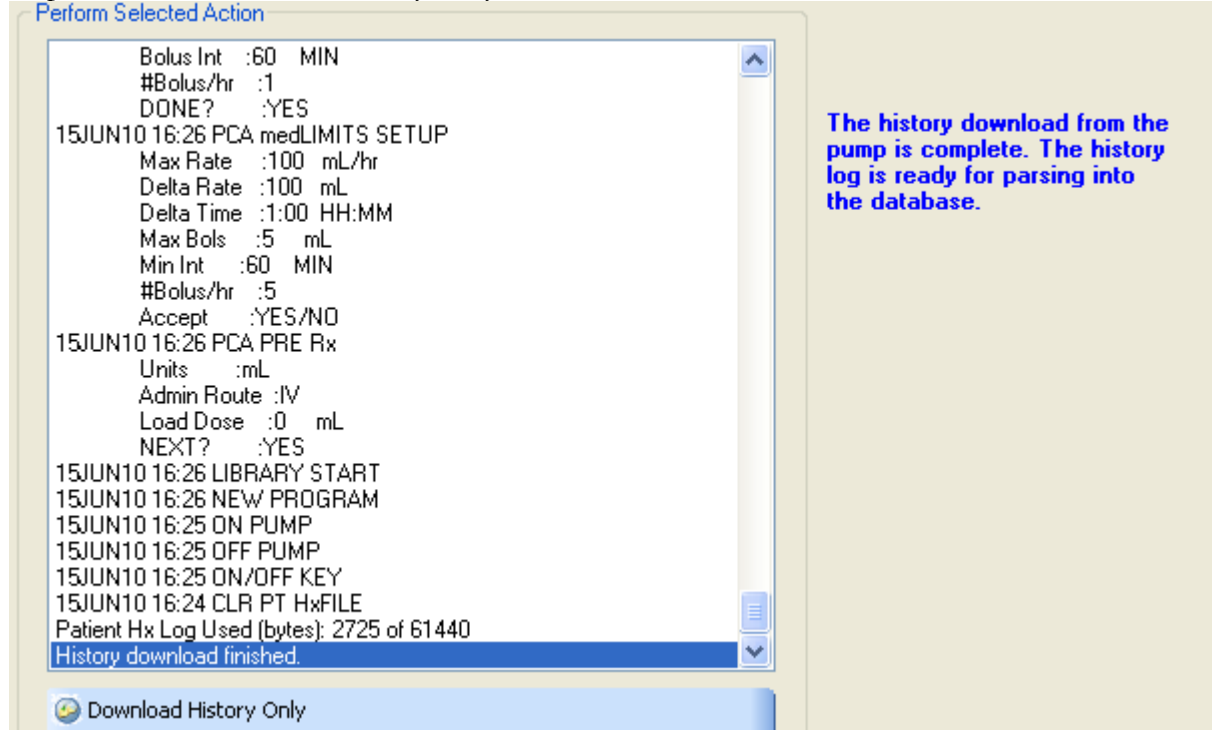 Perform Selected Action
Bolus Int :60 MIN
#Bolus/hr :1
DONE? :YES
15JUN10 16:26 PCA medLIMITS SETUP
Max Rate :100 mL/hr
Delta Rate :100 mL
Delta Time :1:00 HH:MM
Max Bols :5 mL
Min Int :60 MIN
#Bolus/hr :5
Accept :YES/NO
15JUN10 16:26 PCA PRE Rx
Units :mL
Admin Route :IV
Load Dose :0 mL
NEXT? :YES
15JUN10 16:26 LIBRARY START
15JUN10 16:26 NEW PROGRAM
15JUN10 16:25 ON PUMP
15JUN10 16:25 OFF PUMP
15JUN10 16:25 ON/OFF KEY
15JUN10 16:24 CLR PT HxFILE
Patient Hx Log Used (bytes): 2725 of 61440
History download finished.
Download History Only
The history download from the
pump is complete. The history
log is ready for parsing into
the database.